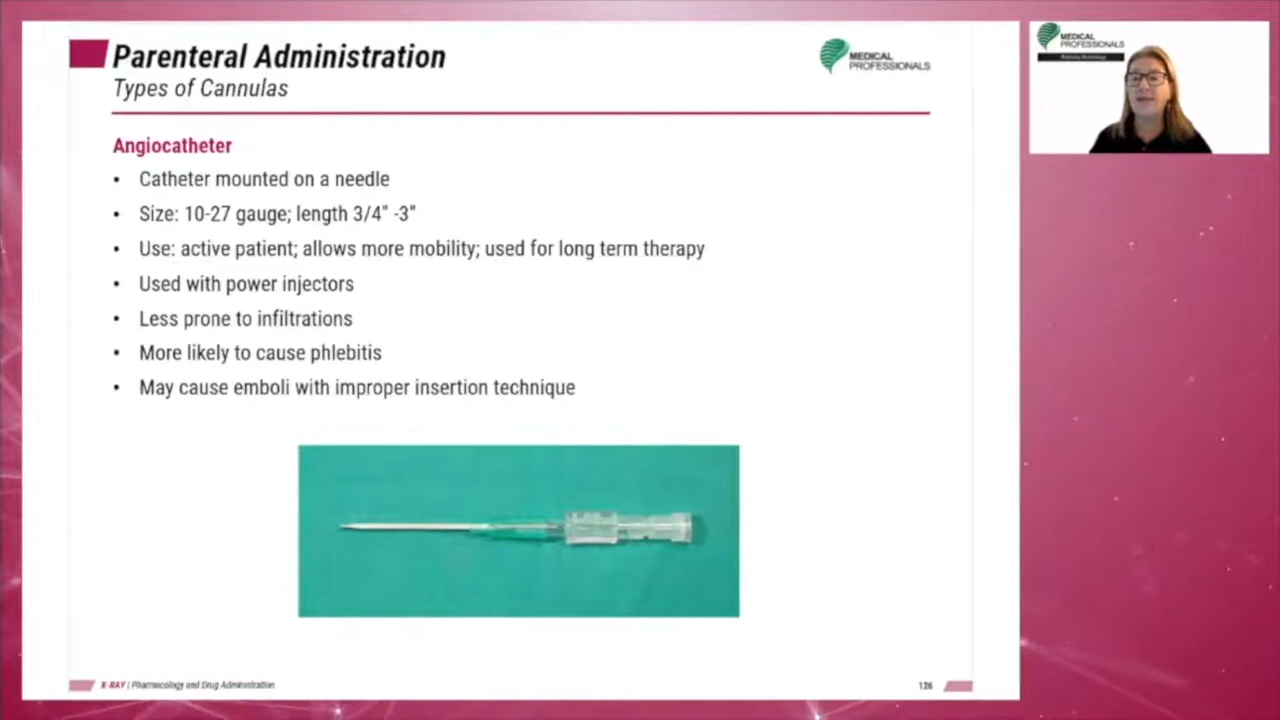 Parenteral Administration
Types of Cannulas
MEDICAL
PROFESSIONALS
Angiocatheter
• Catheter mounted on a needle
• Size: 10-27 gauge; length 3/4" -3"
• Use: active patient; allows more mobility; used for long term therapy
• Used with power injectors
• Less prone to infiltrations
• More likely to cause phlebitis
• May cause emboli with improper insertion technique
X-RAY | Pharmacology and Drug Administration
126
MEDICAL
PROFESSIONALS